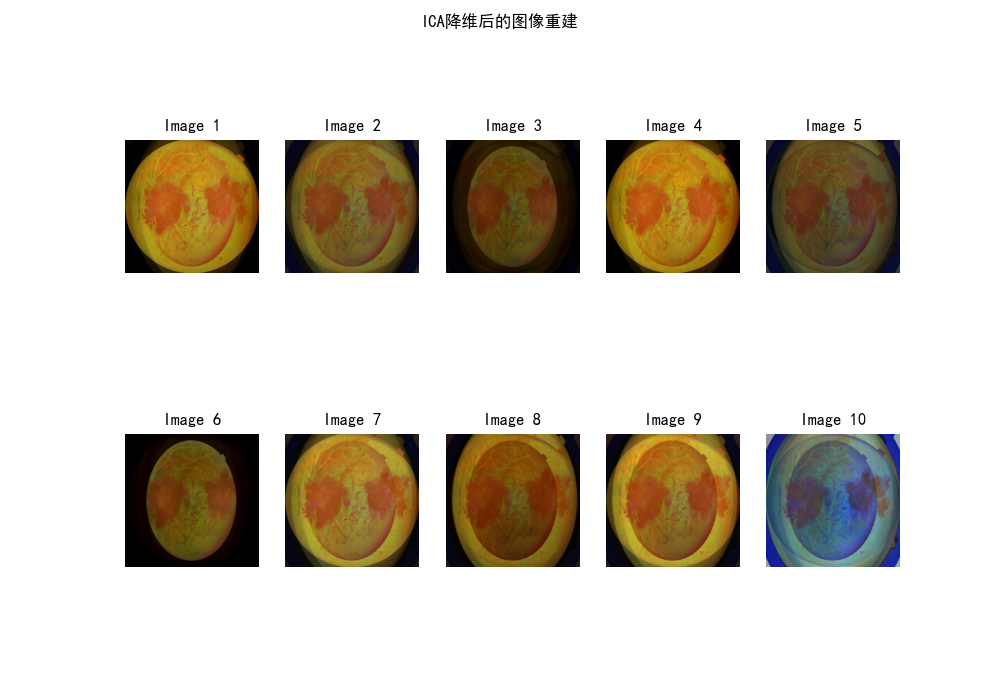 ICA降维后的图像重建
Image 1
Image 2
Image 3
Image 4
Image 5
Image 6
Image 7
Image 8
Image 9
Image 10